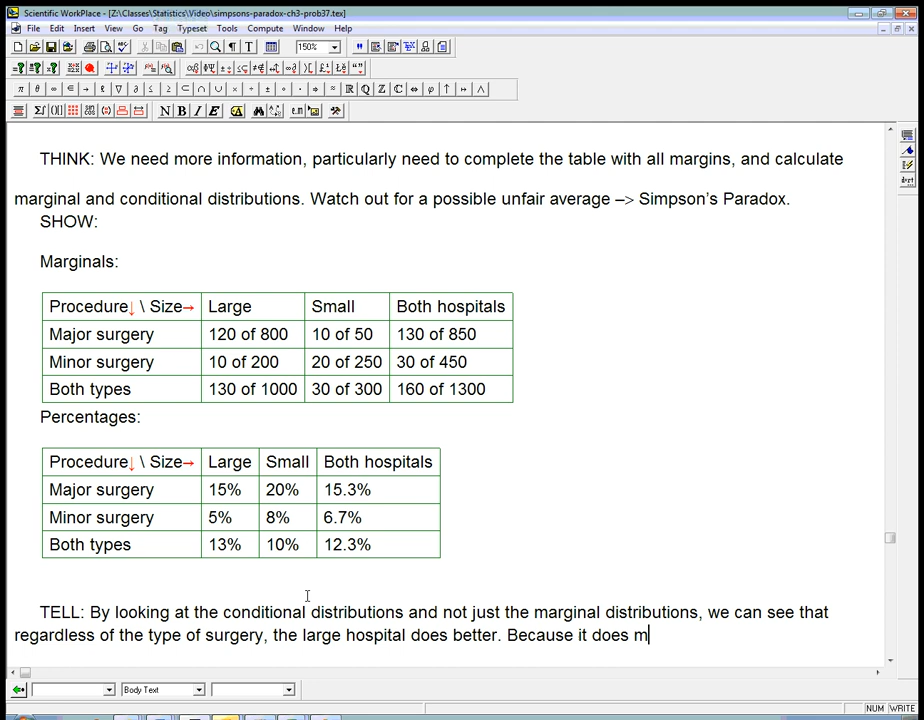 Scientific WorkPlace - [Z:\Classes\Statistics\Video\simpsons-paradox-ch3-prob37.tex]
File Edit Insert View Go Tag Typeset Tools Compute Window Help
150%
N B I E
THINK: We need more information, particularly need to complete the table with all margins, and calculate
marginal and conditional distributions. Watch out for a possible unfair average –> Simpson's Paradox.
SHOW:
Marginals:
Procedure↓ \ Size→ Large Small Both hospitals
Major surgery 120 of 800 10 of 50 130 of 850
Minor surgery 10 of 200 20 of 250 30 of 450
Both types 130 of 1000 30 of 300 160 of 1300
Percentages:
Procedure↓ \ Size→ Large Small Both hospitals
Major surgery 15% 20% 15.3%
Minor surgery 5% 8% 6.7%
Both types 13% 10% 12.3%
TELL: By looking at the conditional distributions and not just the marginal distributions, we can see that
regardless of the type of surgery, the large hospital does better. Because it does m
Body Text
NUM WRITE